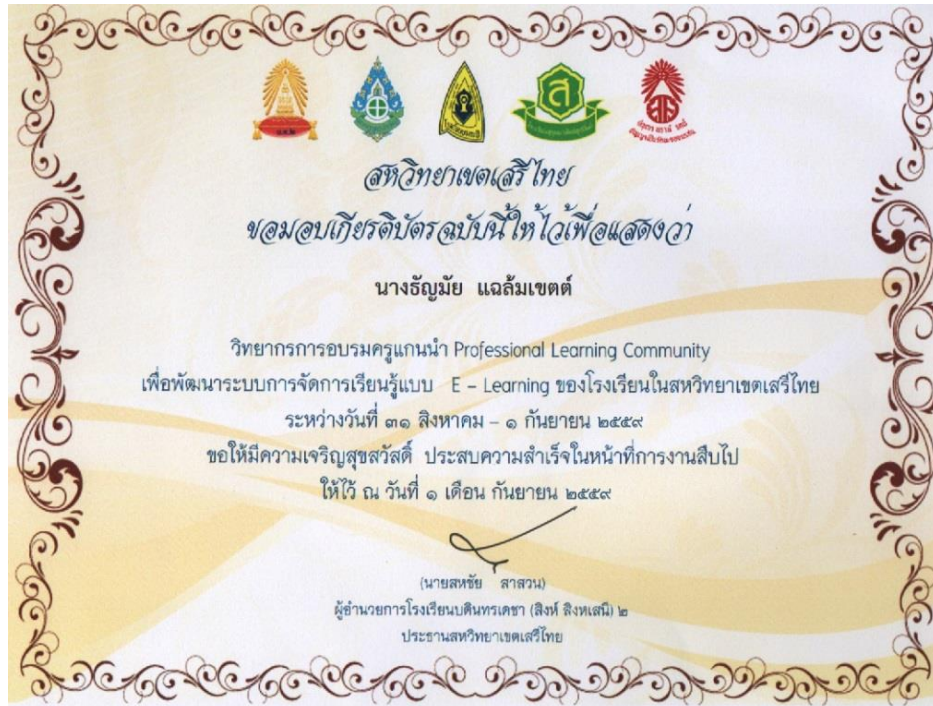 สหวิทยาเขตเสรีไทย
ขอมอบเกียรติบัตรฉบับนี้ให้ไว้เพื่อแสดงว่า
นางธัญมัย แฉล้มเขตต์
วิทยากรการอบรมครูแกนนำ Professional Learning Community
เพื่อพัฒนาระบบการจัดการเรียนรู้แบบ E – Learning ของโรงเรียนในสหวิทยาเขตเสรีไทย
ระหว่างวันที่ ๓๑ สิงหาคม – ๑ กันยายน ๒๕๕๙
ขอให้มีความเจริญสุขสวัสดิ์ ประสบความสำเร็จในหน้าที่การงานสืบไป
ให้ไว้ ณ วันที่ ๑ เดือน กันยายน ๒๕๕๙
(นายสหชัย สาสวน)
ผู้อำนวยการโรงเรียนบดินทรเดชา (สิงห์ สิงหเสนี) ๒
ประธานสหวิทยาเขตเสรีไทย